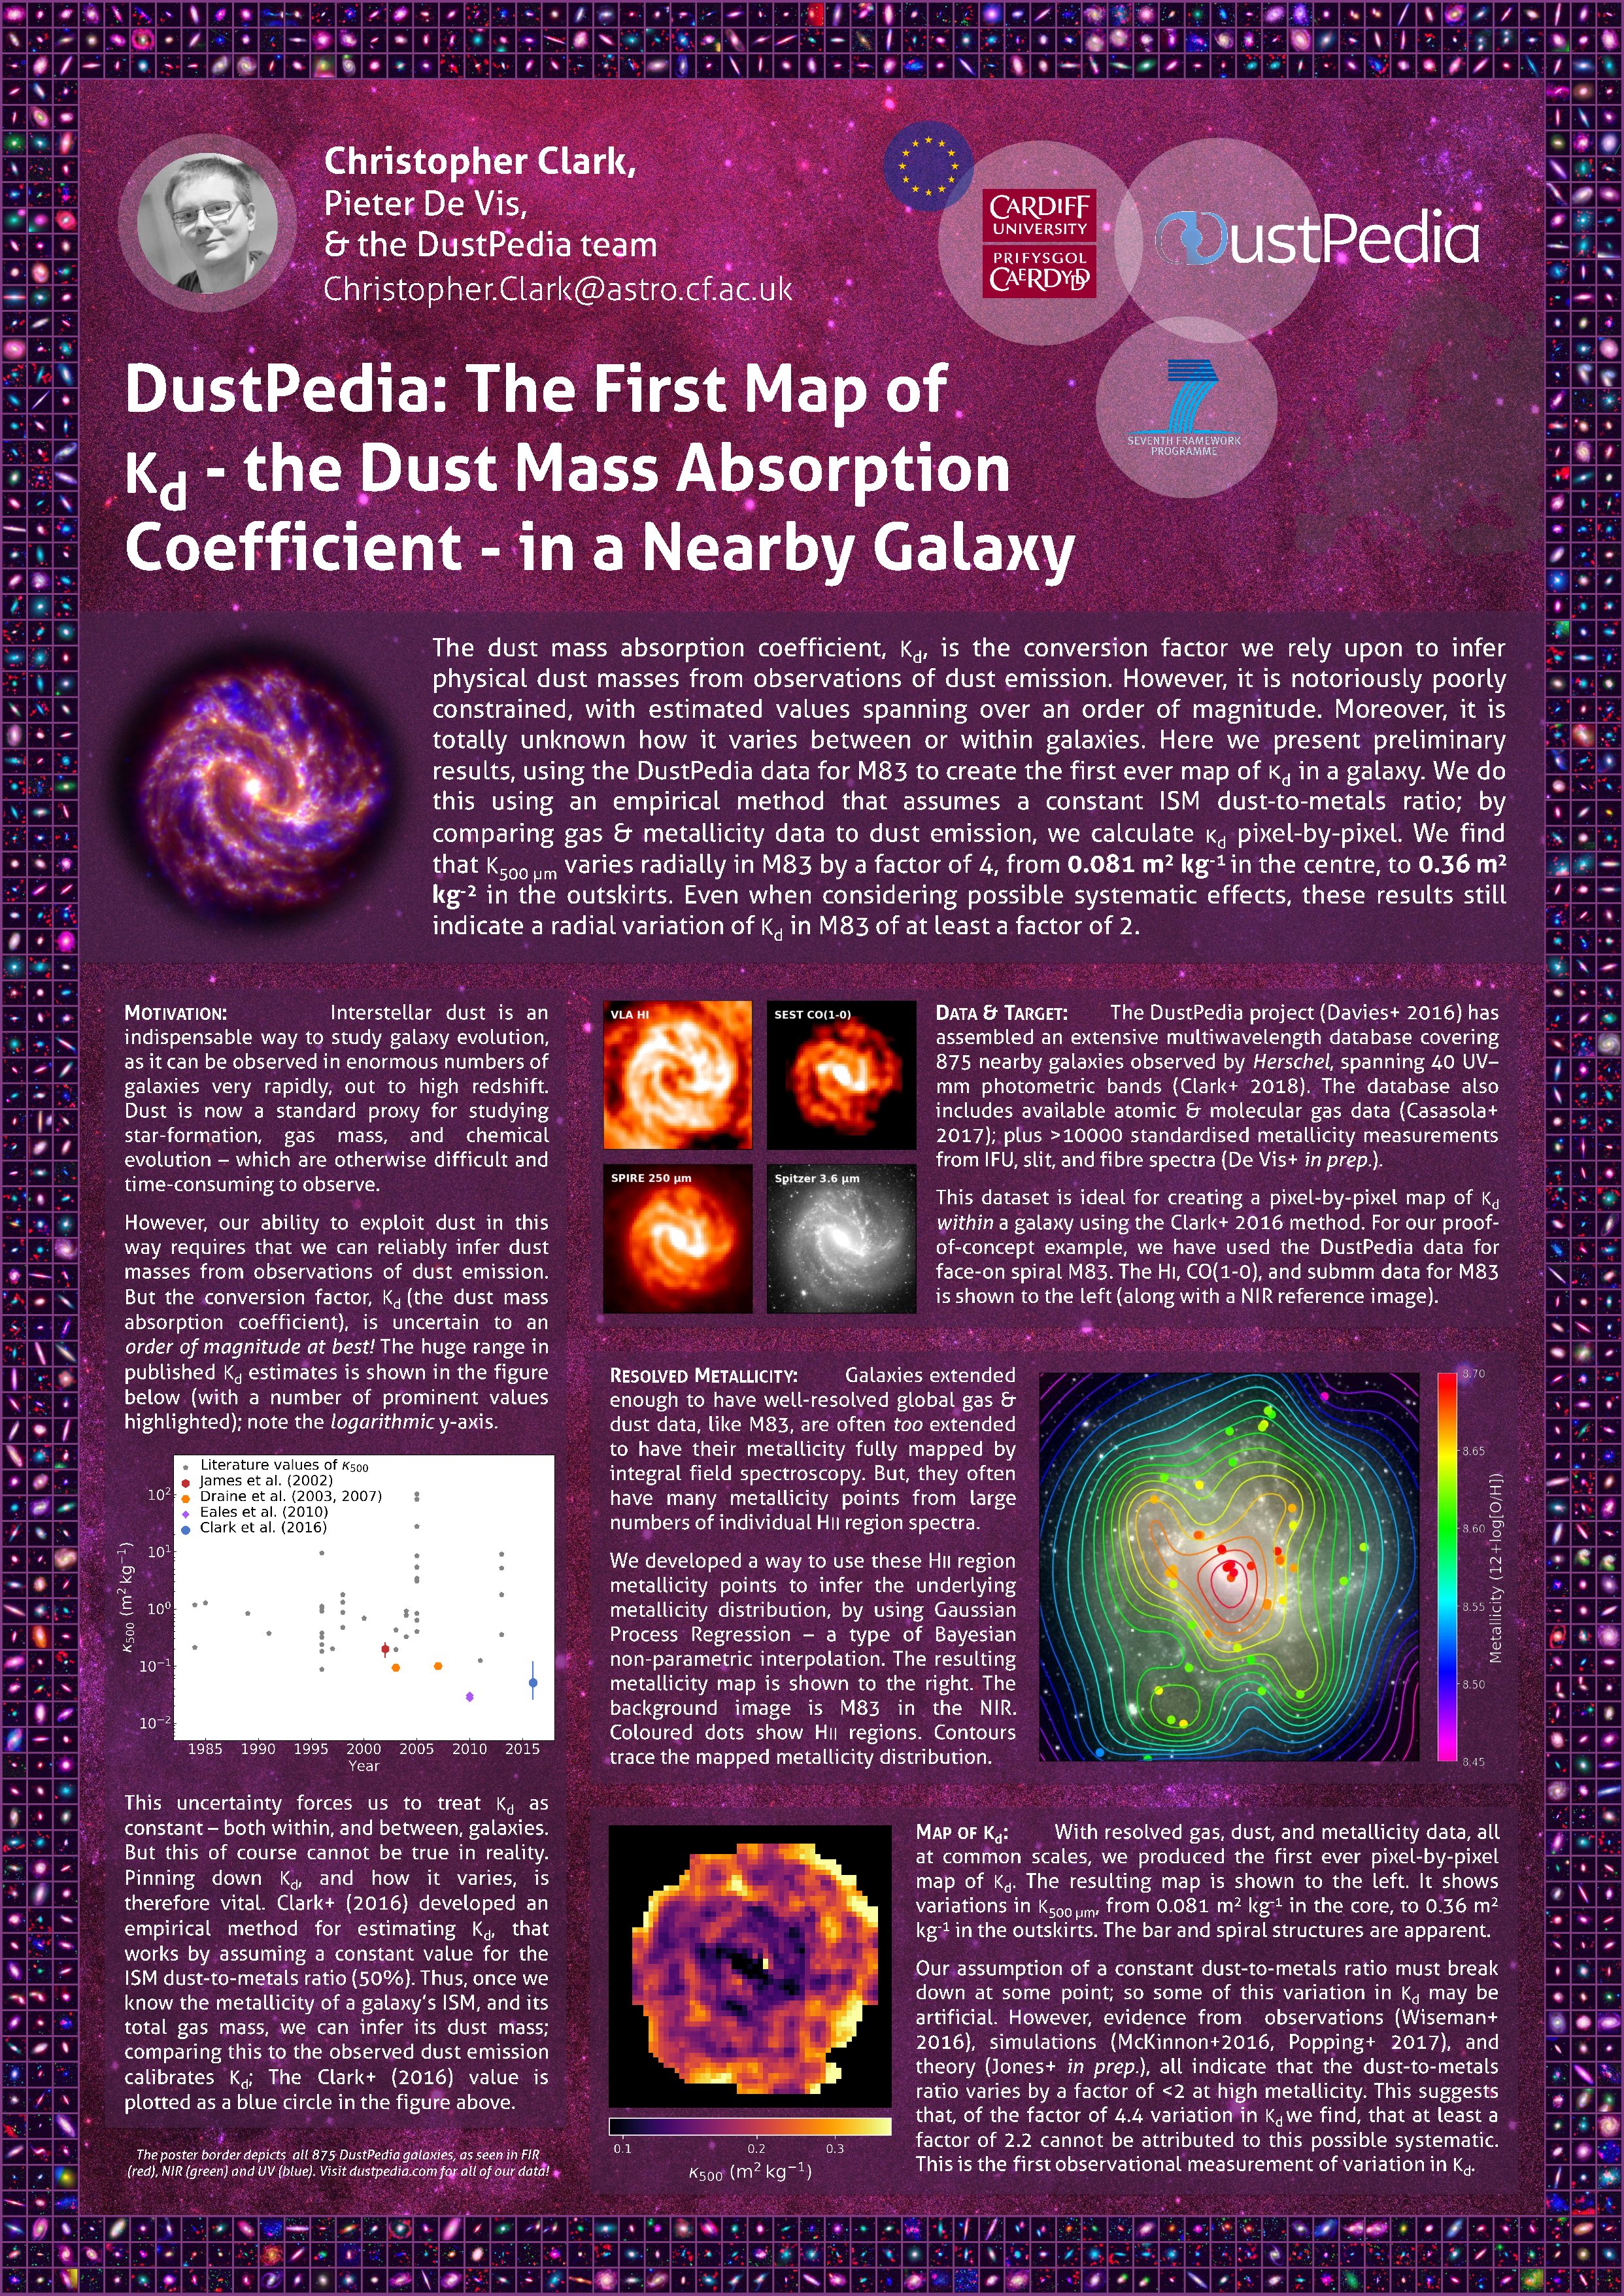 Christopher Clark,
Pieter De Vis,
& the DustPedia team
Christopher.Clark@astro.cf.ac.uk
CARDIFF
UNIVERSITY
PRIFYSGOL
CAERDYDD
DustPedia
SEVENTH FRAMEWORK
PROGRAMME
DustPedia: The First Map of
κd - the Dust Mass Absorption
Coefficient - in a Nearby Galaxy
The dust mass absorption coefficient, κd, is the conversion factor we rely upon to infer
physical dust masses from observations of dust emission. However, it is notoriously poorly
constrained, with estimated values spanning over an order of magnitude. Moreover, it is
totally unknown how it varies between or within galaxies. Here we present preliminary
results, using the DustPedia data for M83 to create the first ever map of κd in a galaxy. We do
this using an empirical method that assumes a constant ISM dust-to-metals ratio; by
comparing gas & metallicity data to dust emission, we calculate κd pixel-by-pixel. We find
that κ500 µm varies radially in M83 by a factor of 4, from 0.081 m² kg⁻¹ in the centre, to 0.36 m²
kg⁻² in the outskirts. Even when considering possible systematic effects, these results still
indicate a radial variation of κd in M83 of at least a factor of 2.
MOTIVATION: Interstellar dust is an
indispensable way to study galaxy evolution,
as it can be observed in enormous numbers of
galaxies very rapidly, out to high redshift.
Dust is now a standard proxy for studying
star-formation, gas mass, and chemical
evolution – which are otherwise difficult and
time-consuming to observe.
However, our ability to exploit dust in this
way requires that we can reliably infer dust
masses from observations of dust emission.
But the conversion factor, κd (the dust mass
absorption coefficient), is uncertain to an
order of magnitude at best! The huge range in
published κd estimates is shown in the figure
below (with a number of prominent values
highlighted); note the logarithmic y-axis.
Literature values of κ500
James et al. (2002)
Draine et al. (2003, 2007)
Eales et al. (2010)
Clark et al. (2016)
10²
10¹
10⁰
10⁻¹
10⁻²
κ500 (m² kg⁻¹)
1985 1990 1995 2000 2005 2010 2015
Year
This uncertainty forces us to treat κd as
constant – both within, and between, galaxies.
But this of course cannot be true in reality.
Pinning down κd, and how it varies, is
therefore vital. Clark+ (2016) developed an
empirical method for estimating κd, that
works by assuming a constant value for the
ISM dust-to-metals ratio (50%). Thus, once we
know the metallicity of a galaxy's ISM, and its
total gas mass, we can infer its dust mass;
comparing this to the observed dust emission
calibrates κd; The Clark+ (2016) value is
plotted as a blue circle in the figure above.
The poster border depicts all 875 DustPedia galaxies, as seen in FIR
(red), NIR (green) and UV (blue). Visit dustpedia.com for all of our data!
VLA HI
SEST CO(1-0)
SPIRE 250 µm
Spitzer 3.6 µm
DATA & TARGET: The DustPedia project (Davies+ 2016) has
assembled an extensive multiwavelength database covering
875 nearby galaxies observed by Herschel, spanning 40 UV–
mm photometric bands (Clark+ 2018). The database also
includes available atomic & molecular gas data (Casasola+
2017); plus >10000 standardised metallicity measurements
from IFU, slit, and fibre spectra (De Vis+ in prep.).
This dataset is ideal for creating a pixel-by-pixel map of κd
within a galaxy using the Clark+ 2016 method. For our proof-
of-concept example, we have used the DustPedia data for
face-on spiral M83. The HI, CO(1-0), and submm data for M83
is shown to the left (along with a NIR reference image).
RESOLVED METALLICITY: Galaxies extended
enough to have well-resolved global gas &
dust data, like M83, are often too extended
to have their metallicity fully mapped by
integral field spectroscopy. But, they often
have many metallicity points from large
numbers of individual HII region spectra.
We developed a way to use these HII region
metallicity points to infer the underlying
metallicity distribution, by using Gaussian
Process Regression – a type of Bayesian
non-parametric interpolation. The resulting
metallicity map is shown to the right. The
background image is M83 in the NIR.
Coloured dots show HII regions. Contours
trace the mapped metallicity distribution.
8.70
8.65
8.60
8.55
8.50
8.45
Metallicity (12+log[O/H])
0.1 0.2 0.3
κ500 (m² kg⁻¹)
MAP OF κd: With resolved gas, dust, and metallicity data, all
at common scales, we produced the first ever pixel-by-pixel
map of κd. The resulting map is shown to the left. It shows
variations in κ500 µm, from 0.081 m² kg⁻¹ in the core, to 0.36 m²
kg⁻¹ in the outskirts. The bar and spiral structures are apparent.
Our assumption of a constant dust-to-metals ratio must break
down at some point; so some of this variation in κd may be
artificial. However, evidence from observations (Wiseman+
2016), simulations (McKinnon+2016, Popping+ 2017), and
theory (Jones+ in prep.), all indicate that the dust-to-metals
ratio varies by a factor of <2 at high metallicity. This suggests
that, of the factor of 4.4 variation in κd we find, that at least a
factor of 2.2 cannot be attributed to this possible systematic.
This is the first observational measurement of variation in κd.